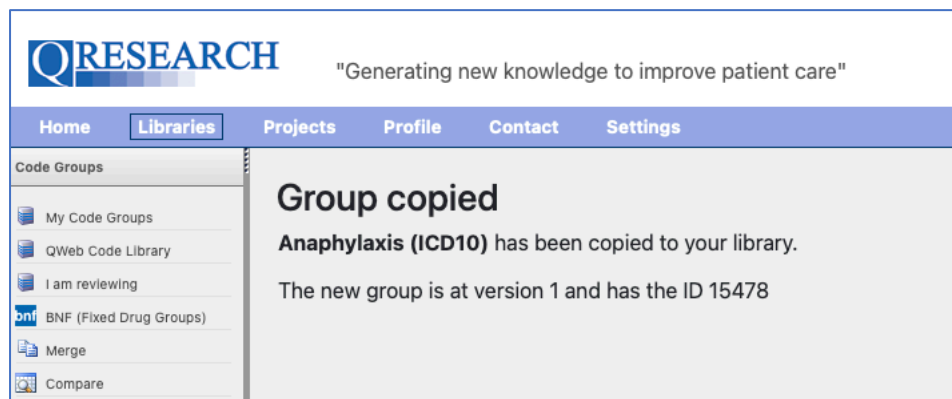 QRESEARCH
"Generating new knowledge to improve patient care"
Home Libraries Projects Profile Contact Settings
Code Groups
My Code Groups
QWeb Code Library
I am reviewing
bnf BNF (Fixed Drug Groups)
Merge
Compare
Group copied
Anaphylaxis (ICD10) has been copied to your library.
The new group is at version 1 and has the ID 15478